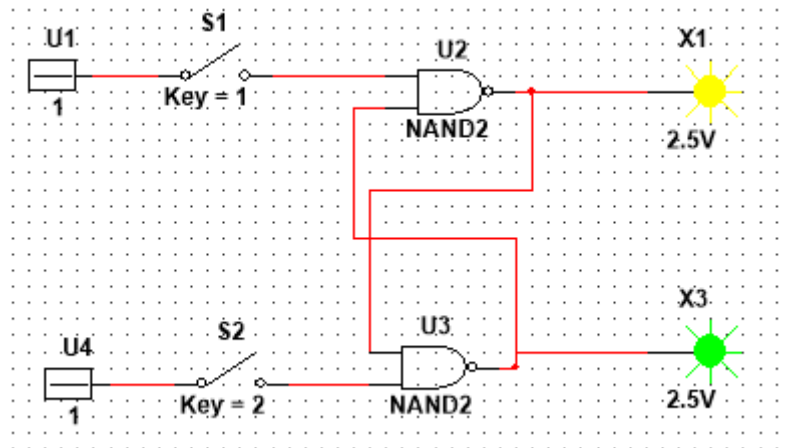 S1
U1
Key = 1
1
U2
NAND2
X1
2.5V
U4
S2
Key = 2
1
U3
NAND2
X3
2.5V